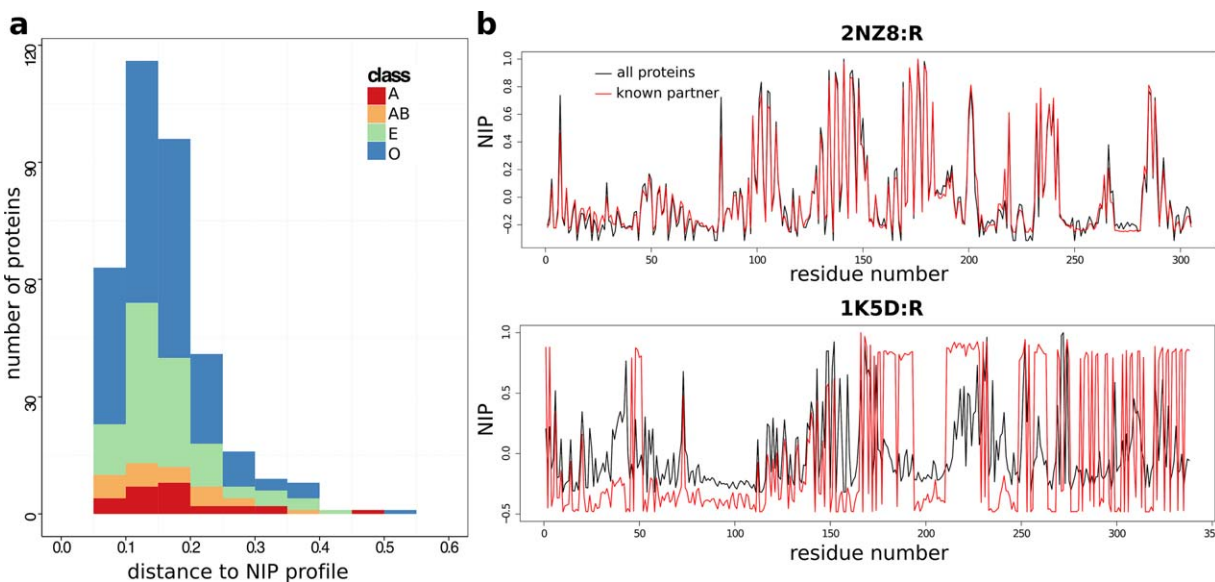 a
120
90
60
30
0
number of proteins
class
A
AB
E
O
0.0 0.1 0.2 0.3 0.4 0.5 0.6
distance to NIP profile
b
2NZ8:R
1.0
0.8
0.6
0.4
0.2
0.0
−0.2
NIP
all proteins
known partner
0 50 100 150 200 250 300
residue number
1K5D:R
1.0
0.5
0.0
−0.5
NIP
0 50 100 150 200 250 300 350
residue number